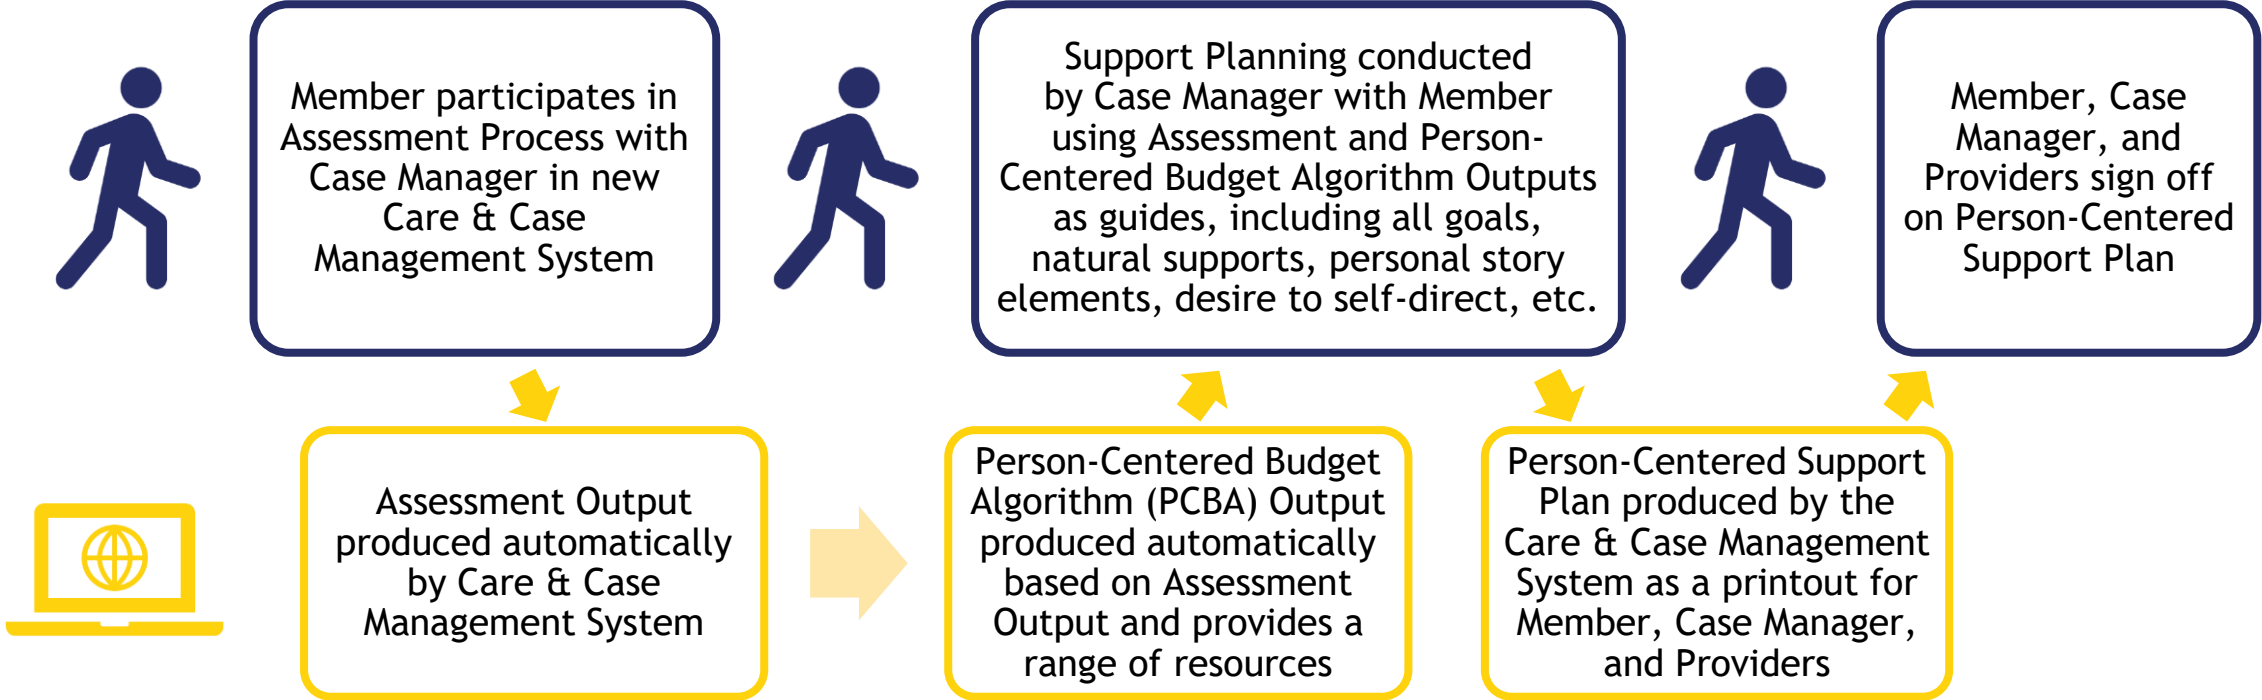 Member participates in
Assessment Process with
Case Manager in new
Care & Case
Management System
Assessment Output
produced automatically
by Care & Case
Management System
Person-Centered Budget
Algorithm (PCBA) Output
produced automatically
based on Assessment
Output and provides a
range of resources
Support Planning conducted
by Case Manager with Member
using Assessment and Person-
Centered Budget Algorithm Outputs
as guides, including all goals,
natural supports, personal story
elements, desire to self-direct, etc.
Person-Centered Support
Plan produced by the
Care & Case Management
System as a printout for
Member, Case Manager,
and Providers
Member, Case
Manager, and
Providers sign off
on Person-Centered
Support Plan